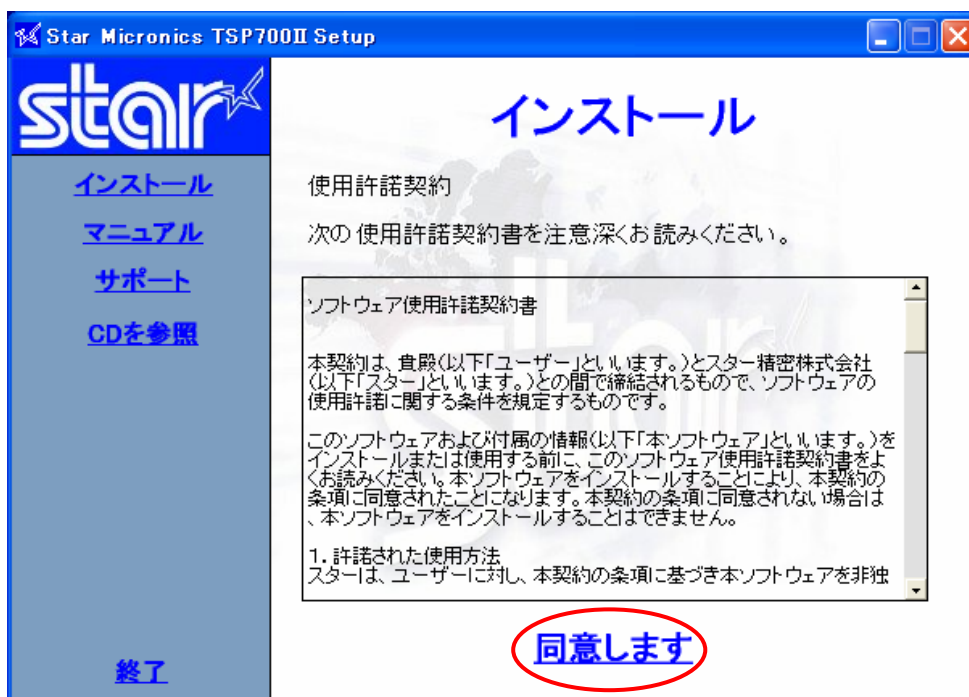 Star Micronics TSP700II Setup
star
インストール
マニュアル
サポート
CDを参照
終了
インストール
使用許諾契約
次の使用許諾契約書を注意深くお読みください。
ソフトウェア使用許諾契約書
本契約は、貴殿(以下「ユーザー」といいます。)とスター精密株式会社
(以下「スター」といいます。)との間で締結されるもので、ソフトウェアの
使用許諾に関する条件を規定するものです。
このソフトウェアおよび付属の情報(以下「本ソフトウェア」といいます。)を
インストールまたは使用する前に、このソフトウェア使用許諾契約書をよ
くお読みください。本ソフトウェアをインストールすることにより、本契約の
条項に同意されたことになります。本契約の条項に同意されない場合は
、本ソフトウェアをインストールすることはできません。
1. 許諾された使用方法
スターは、ユーザーに対し、本契約の条項に基づき本ソフトウェアを非独
同意します